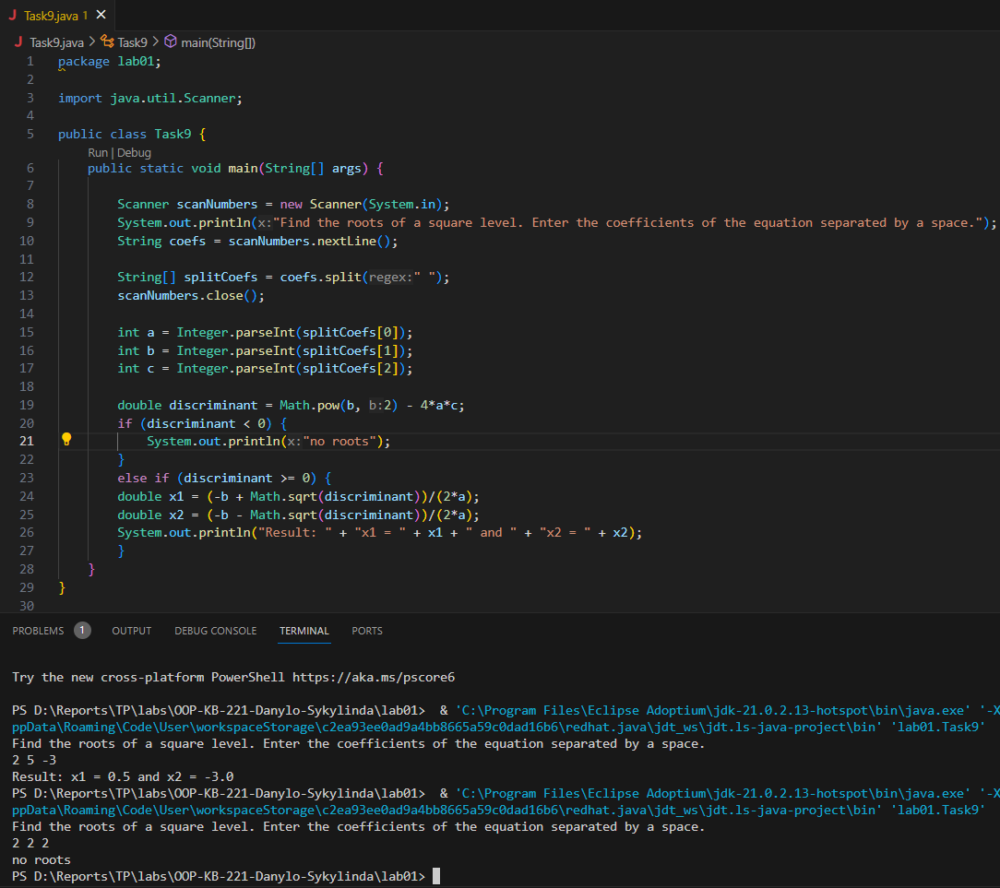 J Task9.java 1 ×
J Task9.java > Task9 > main(String[])
1 package lab01;
2
3 import java.util.Scanner;
4
5 public class Task9 {
Run | Debug
6 public static void main(String[] args) {
7
8 Scanner scanNumbers = new Scanner(System.in);
9 System.out.println(x:"Find the roots of a square level. Enter the coefficients of the equation separated by a space.");
10 String coefs = scanNumbers.nextLine();
11
12 String[] splitCoefs = coefs.split(regex:" ");
13 scanNumbers.close();
14
15 int a = Integer.parseInt(splitCoefs[0]);
16 int b = Integer.parseInt(splitCoefs[1]);
17 int c = Integer.parseInt(splitCoefs[2]);
18
19 double discriminant = Math.pow(b, b:2) - 4*a*c;
20 if (discriminant < 0) {
21 System.out.println(x:"no roots");
22 }
23 else if (discriminant >= 0) {
24 double x1 = (-b + Math.sqrt(discriminant))/(2*a);
25 double x2 = (-b - Math.sqrt(discriminant))/(2*a);
26 System.out.println("Result: " + "x1 = " + x1 + " and " + "x2 = " + x2);
27 }
28 }
29 }
30
PROBLEMS 1 OUTPUT DEBUG CONSOLE TERMINAL PORTS
Try the new cross-platform PowerShell https://aka.ms/pscore6
PS D:\Reports\TP\labs\OOP-KB-221-Danylo-Sykylinda\lab01> & 'C:\Program Files\Eclipse Adoptium\jdk-21.0.2.13-hotspot\bin\java.exe' '-X
ppData\Roaming\Code\User\workspaceStorage\c2ea93ee0ad9a4bb8665a59c0dad16b6\redhat.java\jdt_ws\jdt.ls-java-project\bin' 'lab01.Task9'
Find the roots of a square level. Enter the coefficients of the equation separated by a space.
2 5 -3
Result: x1 = 0.5 and x2 = -3.0
PS D:\Reports\TP\labs\OOP-KB-221-Danylo-Sykylinda\lab01> & 'C:\Program Files\Eclipse Adoptium\jdk-21.0.2.13-hotspot\bin\java.exe' '-X
ppData\Roaming\Code\User\workspaceStorage\c2ea93ee0ad9a4bb8665a59c0dad16b6\redhat.java\jdt_ws\jdt.ls-java-project\bin' 'lab01.Task9'
Find the roots of a square level. Enter the coefficients of the equation separated by a space.
2 2 2
no roots
PS D:\Reports\TP\labs\OOP-KB-221-Danylo-Sykylinda\lab01>